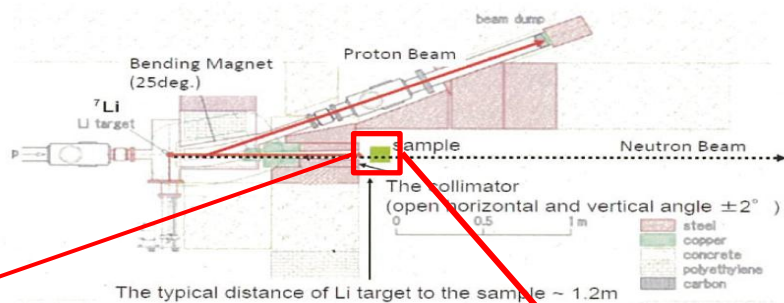 beam dump
Proton Beam
Bending Magnet
(25deg.)
⁷Li
Li target
p
sample
Neutron Beam
The collimator
(open horizontal and vertical angle ±2°)
0 0.5 1 m
steel
copper
concrete
polyethylene
carbon
The typical distance of Li target to the sample ~ 1.2m